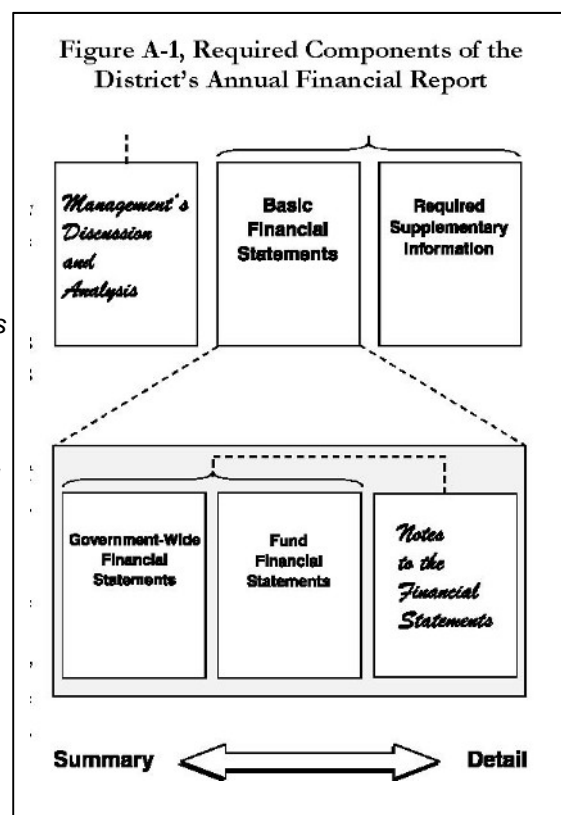 Figure A-1, Required Components of the
District's Annual Financial Report
Management's
Discussion
and
Analysis
Basic
Financial
Statements
Required
Supplementary
Information
s
Government-Wide
Financial
Statements
Fund
Financial
Statements
Notes
to the
Financial
Statements
Summary
Detail